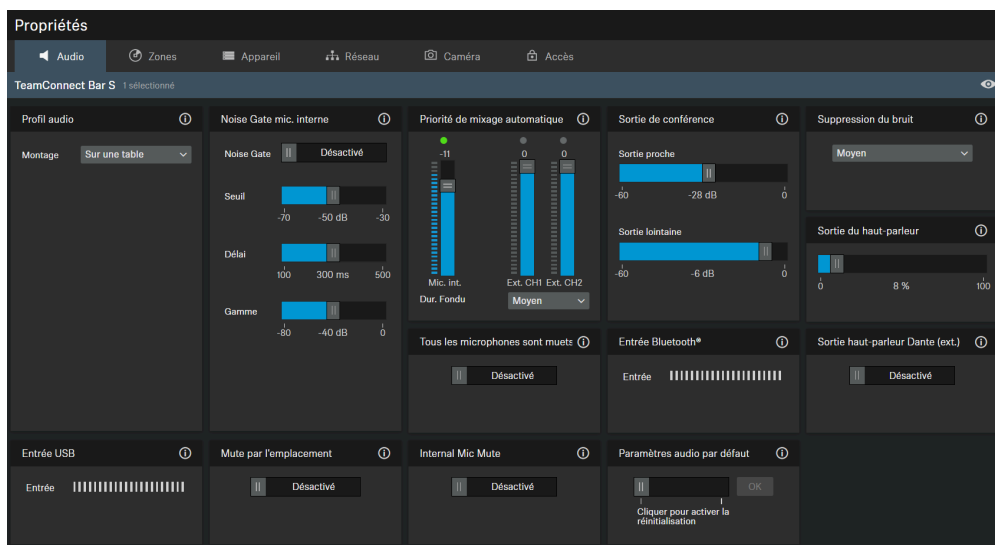 Propriétés
Audio
Zones
Appareil
Réseau
Caméra
Accès
TeamConnect Bar S 1 sélectionné
Profil audio
Montage Sur une table
Noise Gate mic. interne
Noise Gate Désactivé
Seuil
-70 -50 dB -30
Délai
100 300 ms 500
Gamme
-80 -40 dB 0
Priorité de mixage automatique
-11 0 0
Mic. int. Ext. CH1 Ext. CH2
Dur. Fondu Moyen
Sortie de conférence
Sortie proche
-60 -28 dB 0
Sortie lointaine
-60 -6 dB 0
Suppression du bruit
Moyen
Sortie du haut-parleur
0 8 % 100
Tous les microphones sont muets
Désactivé
Entrée Bluetooth®
Entrée
Sortie haut-parleur Dante (ext.)
Désactivé
Entrée USB
Entrée
Mute par l'emplacement
Désactivé
Internal Mic Mute
Désactivé
Paramètres audio par défaut
OK
Cliquer pour activer la
réinitialisation